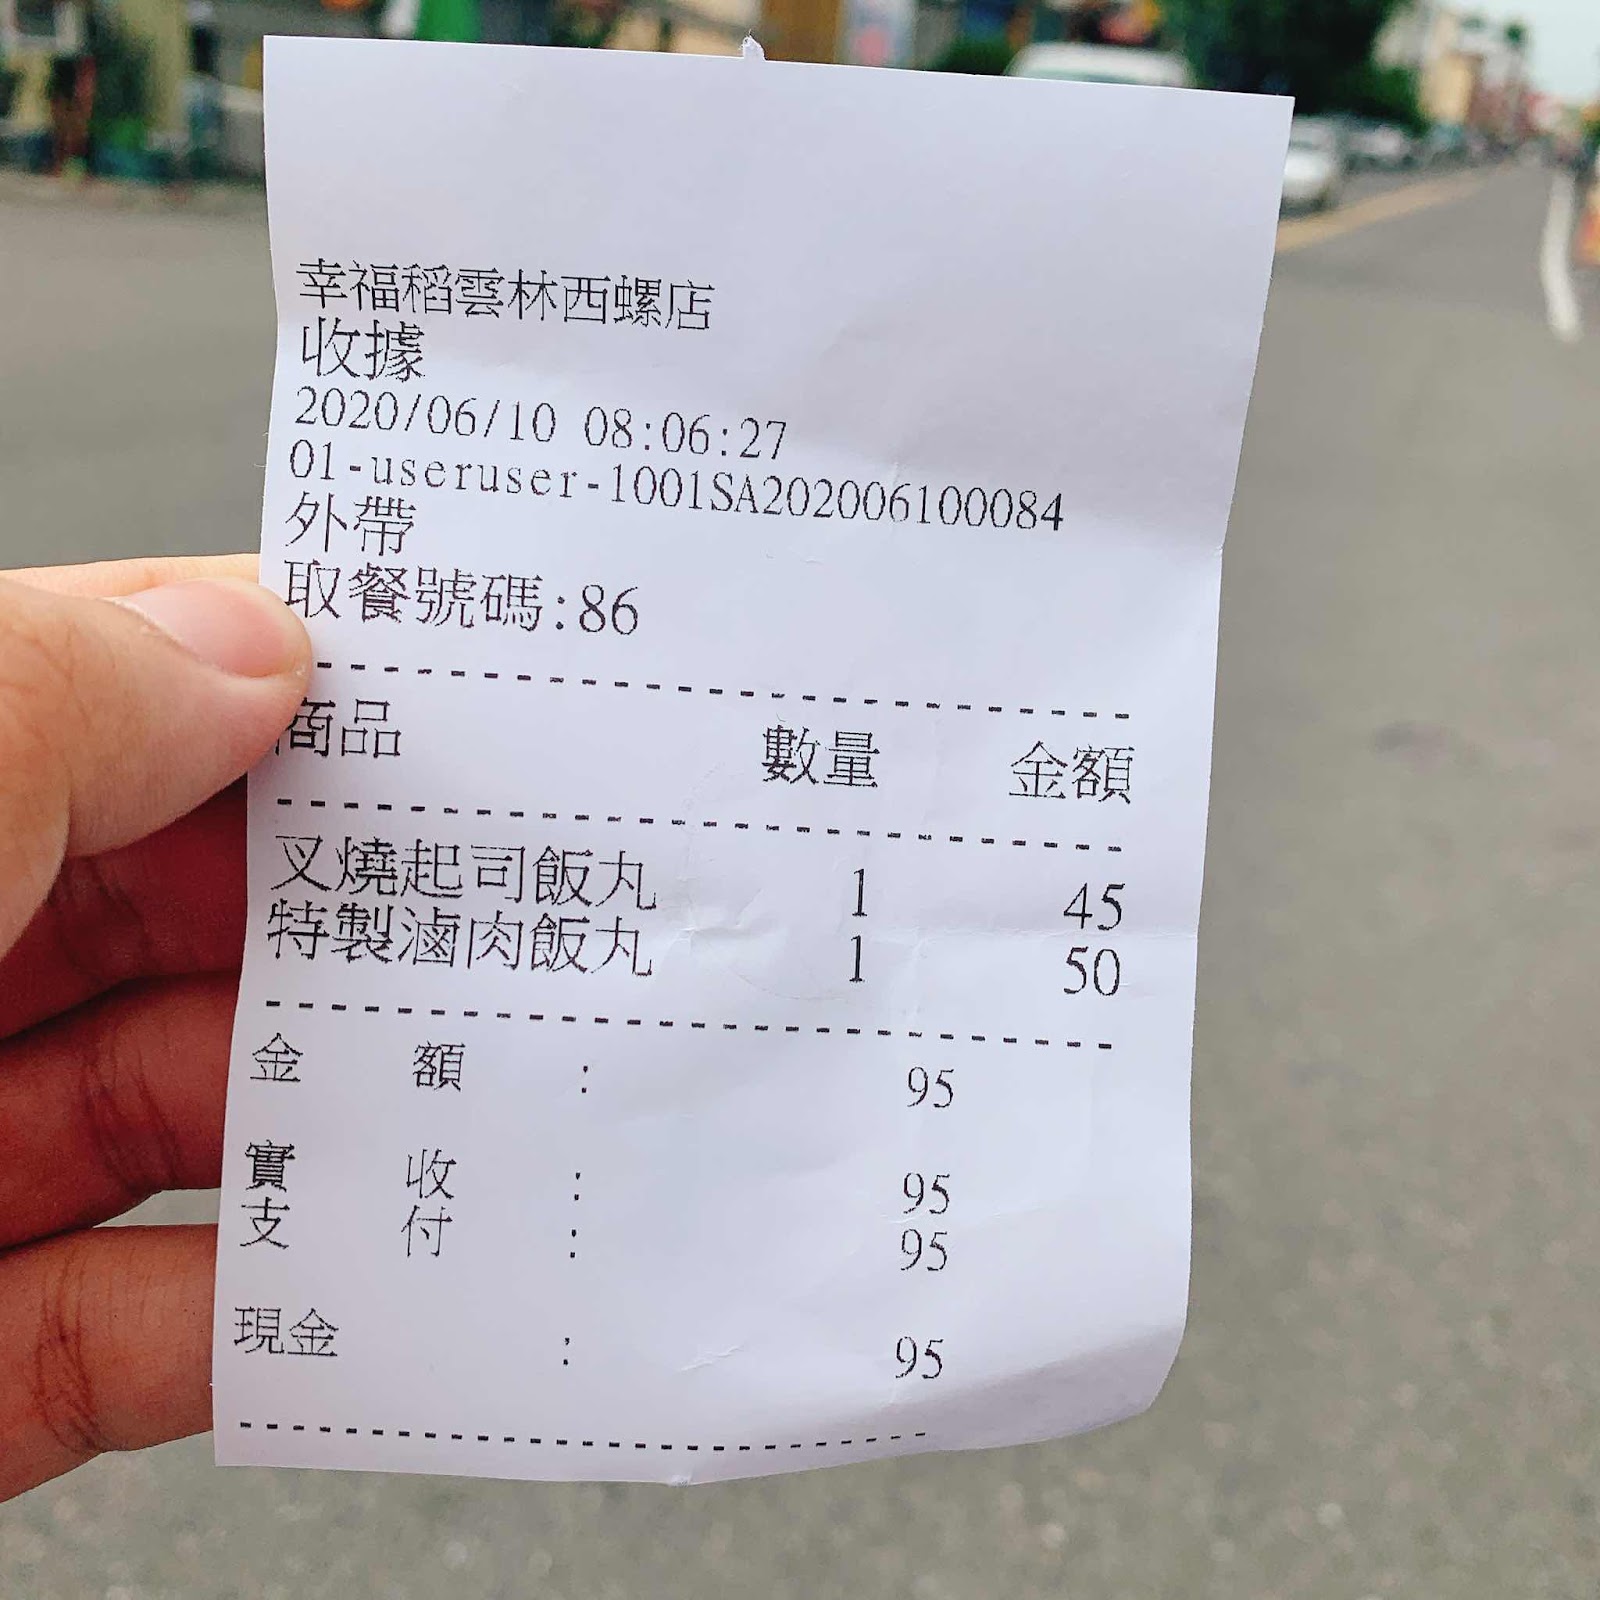 幸福稻雲林西螺店
收據
2020/06/10 08:06:27
01-useruser-1001SA202006100084
外帶
取餐號碼:86
商品 數量 金額
叉燒起司飯丸 1 45
特製滷肉飯丸 1 50
金 額 : 95
實 收 : 95
支 付 : 95
現金 : 95